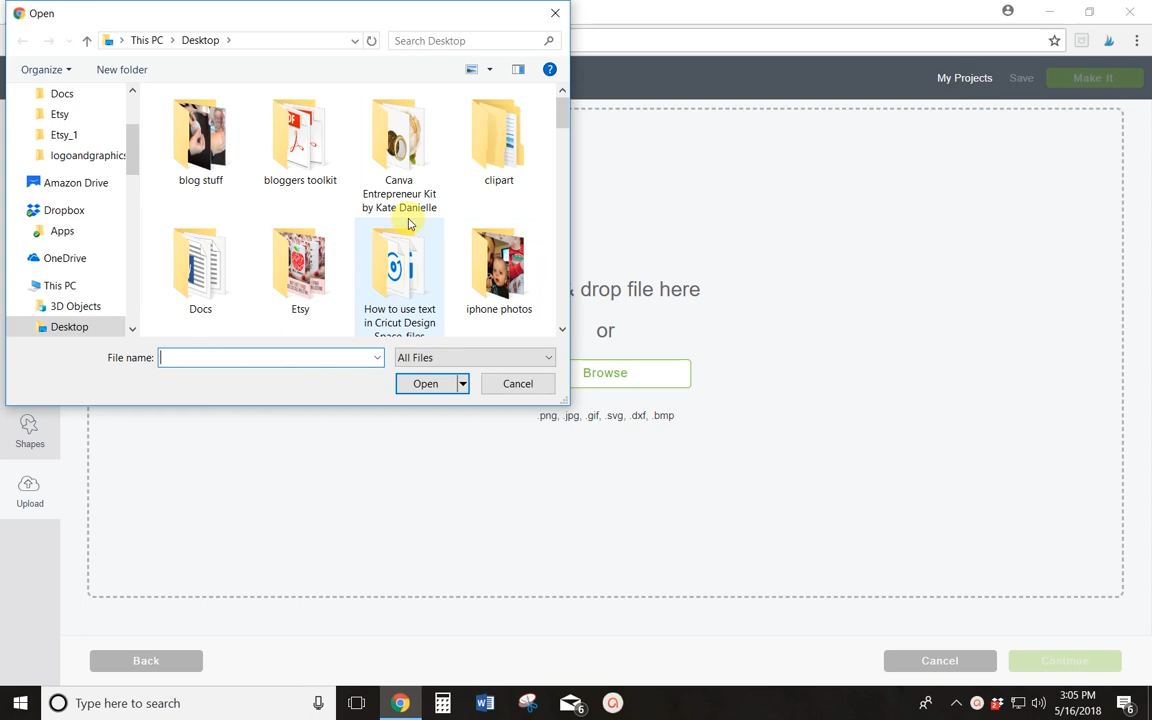 Open
This PC > Desktop >
Search Desktop
Organize
New folder
My Projects
Save
Make It
Docs
Etsy
Etsy_1
logoandgraphics
Amazon Drive
Dropbox
Apps
OneDrive
This PC
3D Objects
Desktop
blog stuff
bloggers toolkit
Canva
Entrepreneur Kit
by Kate Danielle
clipart
Docs
Etsy
How to use text
in Cricut Design
Space files
iphone photos
File name:
All Files
Open
Cancel
& drop file here
or
Browse
.png, .jpg, .gif, .svg, .dxf, .bmp
Shapes
Upload
Back
Cancel
Continue
Type here to search
6
3:05 PM
5/16/2018
6